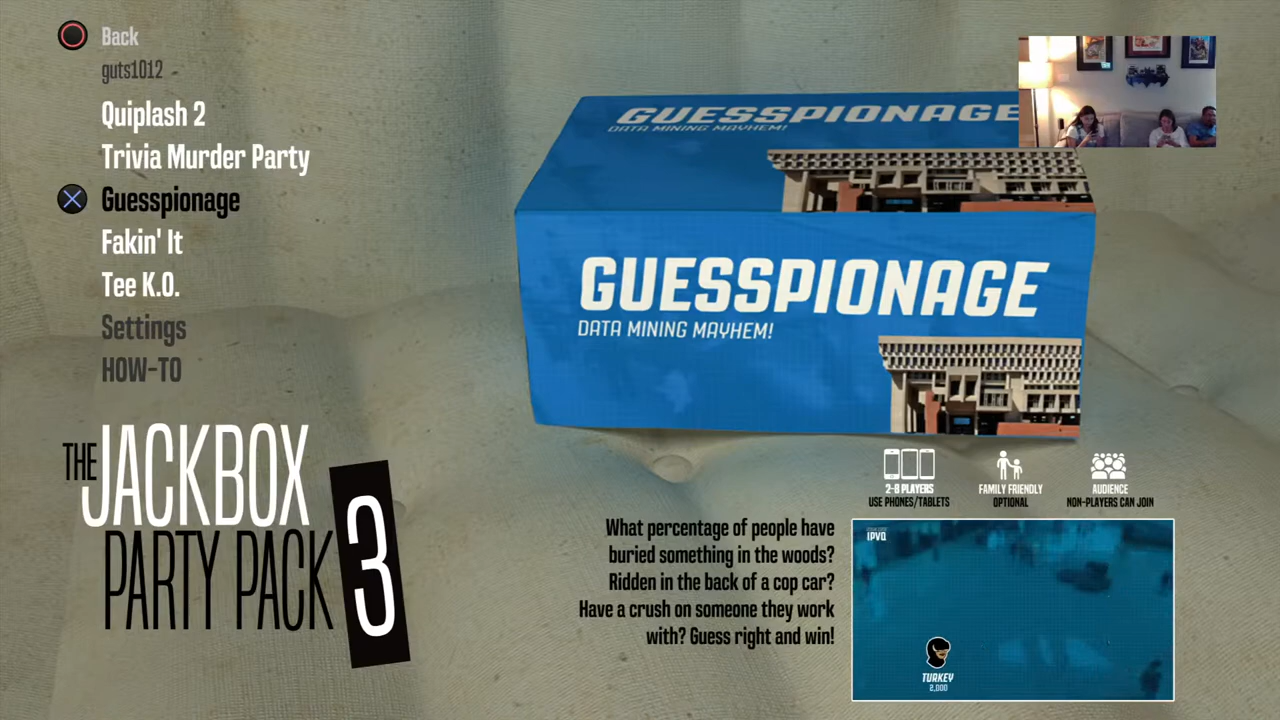 Back
guts1012
Quiplash 2
Trivia Murder Party
Guesspionage
Fakin' It
Tee K.O.
Settings
HOW-TO
THE JACKBOX
PARTY PACK 3
GUESSPIONAGE
DATA MINING MAYHEM!
GUESSPIONAGE
DATA MINING MAYHEM!
2-8 PLAYERS
USE PHONES/TABLETS
FAMILY FRIENDLY
OPTIONAL
AUDIENCE
NON-PLAYERS CAN JOIN
What percentage of people have
buried something in the woods?
Ridden in the back of a cop car?
Have a crush on someone they work
with? Guess right and win!
IPVQ
TURKEY
2,000